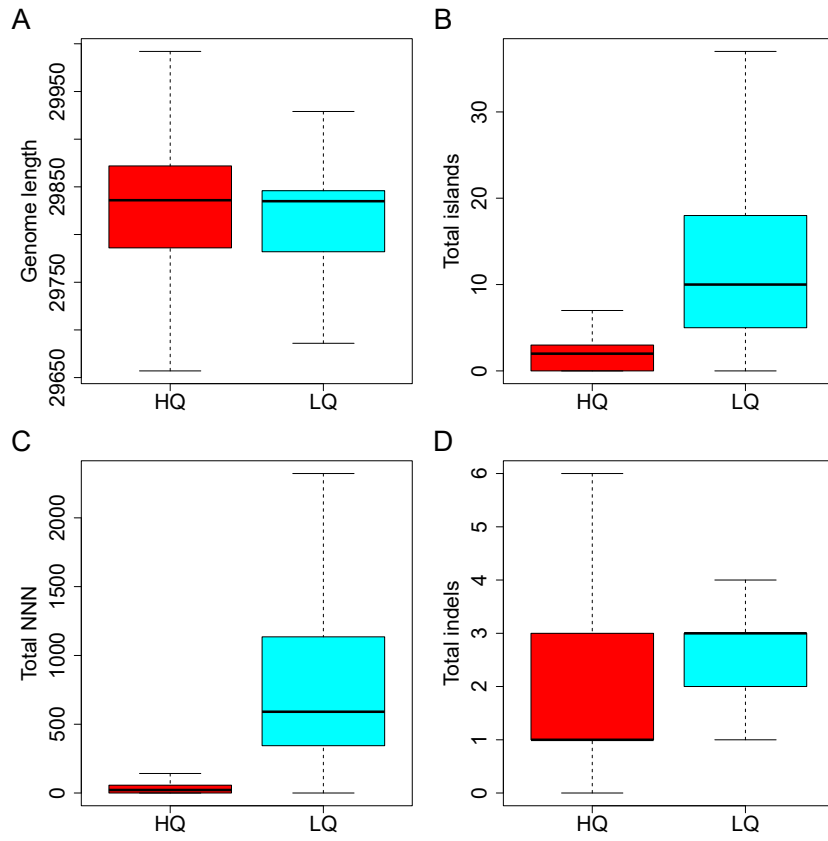 A
Genome length
29650 29750 29850 29950
HQ LQ
B
Total islands
0 10 20 30
HQ LQ
C
Total NNN
0 500 1000 1500 2000
HQ LQ
D
Total indels
0 1 2 3 4 5 6
HQ LQ